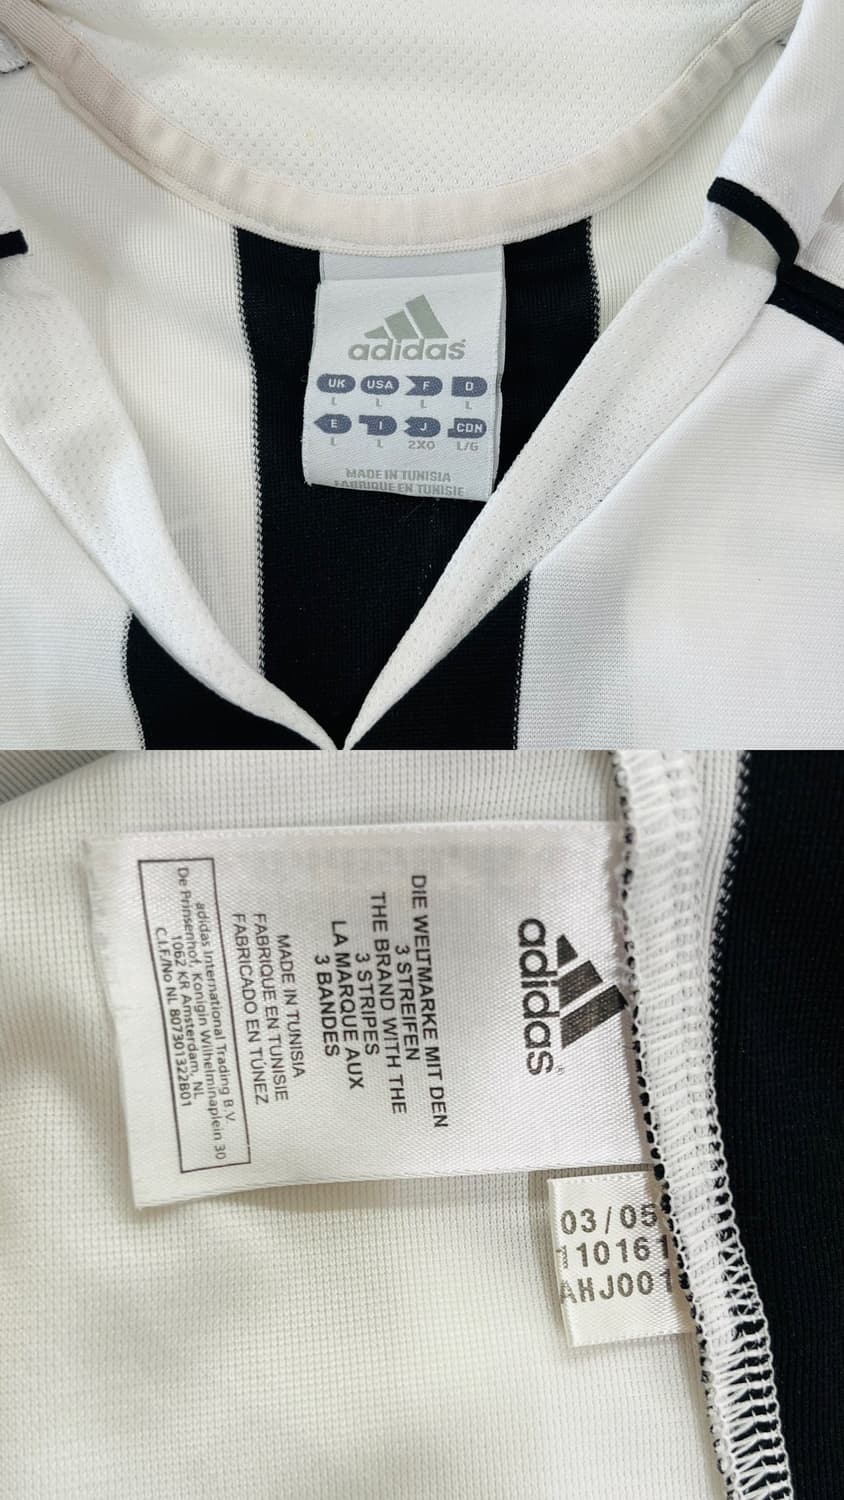 adidas
UK USA F D
L L L L
E I J CDN
L L 2XO L/G
MADE IN TUNISIA
FABRIQUE EN TUNISIE
adidas
DIE WELTMARKE MIT DEN
3 STREIFEN
THE BRAND WITH THE
3 STRIPES
LA MARQUE AUX
3 BANDES
MADE IN TUNISIA
FABRIQUE EN TUNISIE
FABRICADO EN TÚNEZ
adidas International Trading B.V.
De Prinsenhof, Konigin Wilhelminaplein 30
1062 KR Amsterdam, NL
C.I.F./No NL 807301322B01
03/05
110161
AHJ001